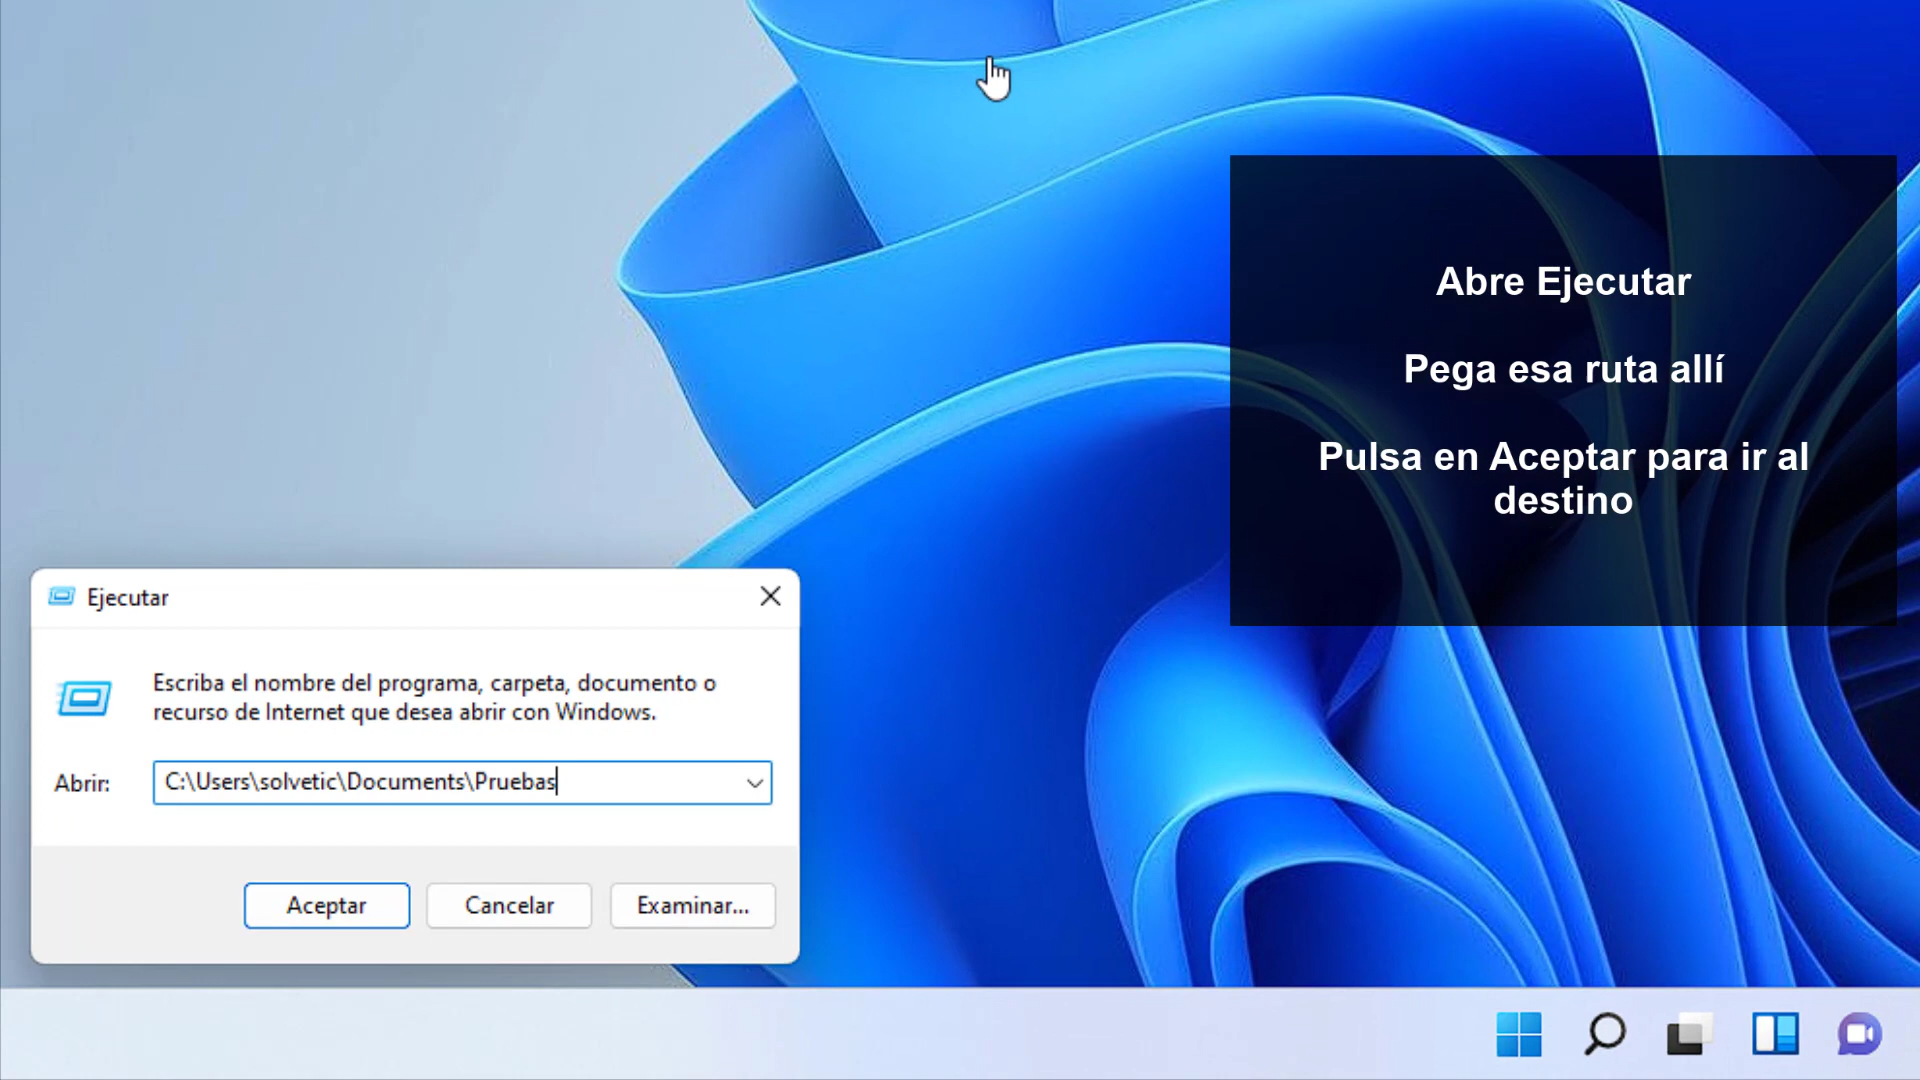 Abre Ejecutar
Pega esa ruta allí
Pulsa en Aceptar para ir al
destino
Ejecutar
Escriba el nombre del programa, carpeta, documento o
recurso de Internet que desea abrir con Windows.
Abrir: C:\Users\solvetic\Documents\Pruebas
Aceptar Cancelar Examinar...